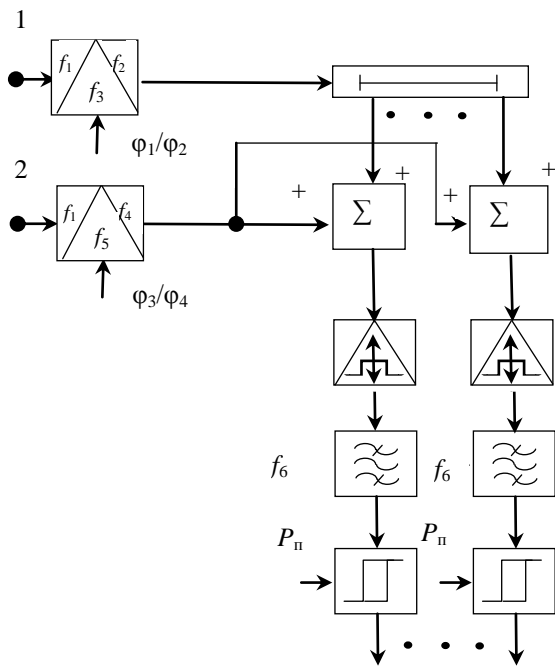 1
f₁ f₂
f₃
φ₁/φ₂
2
+ + + +
f₁ f₄
f₅
Σ Σ
φ₃/φ₄
f₆ f₆
Pп Pп